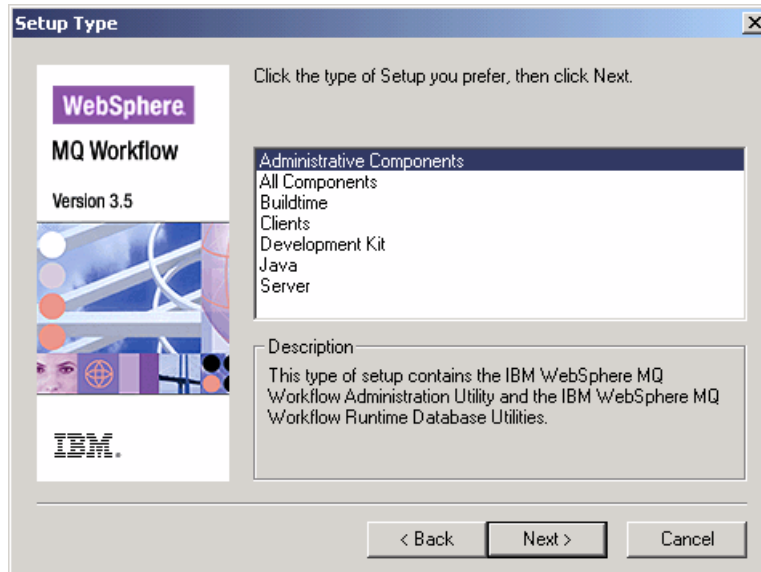 Setup Type
WebSphere
MQ Workflow
Version 3.5
IBM.
Click the type of Setup you prefer, then click Next.
Administrative Components
All Components
Buildtime
Clients
Development Kit
Java
Server
Description
This type of setup contains the IBM WebSphere MQ
Workflow Administration Utility and the IBM WebSphere MQ
Workflow Runtime Database Utilities.
< Back
Next >
Cancel